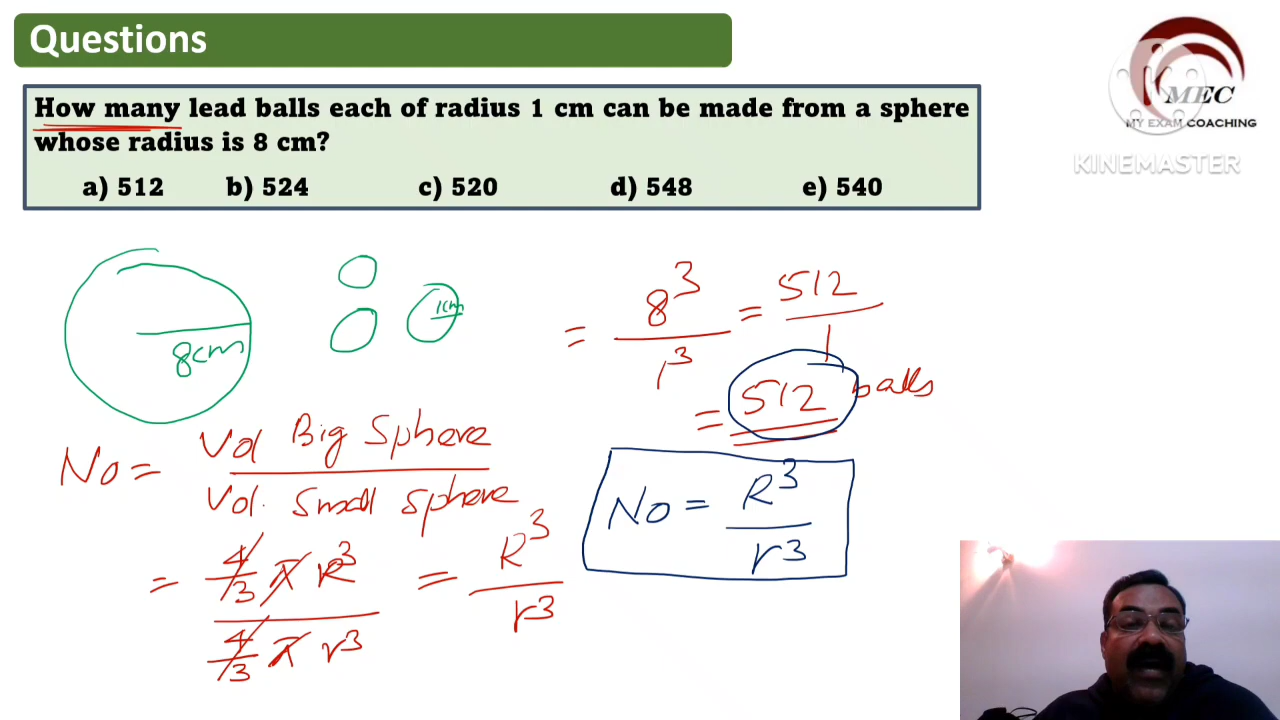 Questions
MEC
MY EXAM COACHING
KINEMASTER
How many lead balls each of radius 1 cm can be made from a sphere
whose radius is 8 cm?
a) 512 b) 524 c) 520 d) 548 e) 540
8cm
1cm
No = Vol Big Sphere / Vol. Small Sphere
= 4/3 π R³ / 4/3 π r³ = R³ / r³
= 8³ / 1³ = 512 / 1
= 512 balls
No = R³ / r³